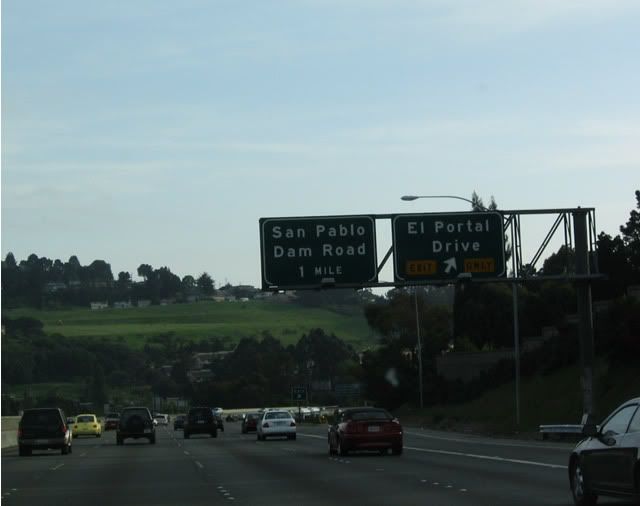 San Pablo
Dam Road
1 MILE
El Portal
Drive
EXIT ONLY